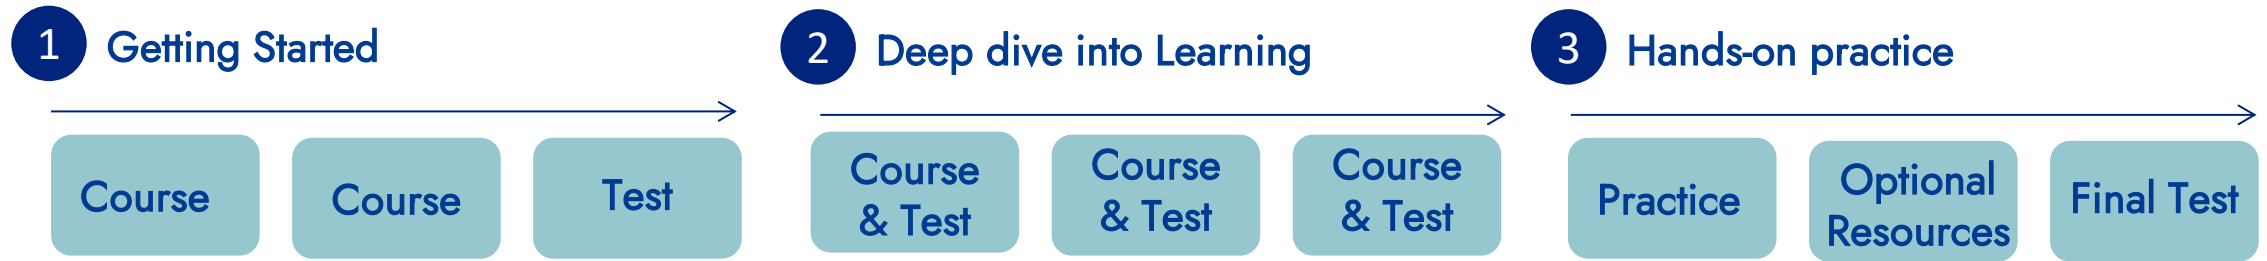 1 Getting Started
Course
Course
Test
2 Deep dive into Learning
Course
& Test
Course
& Test
Course
& Test
3 Hands-on practice
Practice
Optional
Resources
Final Test